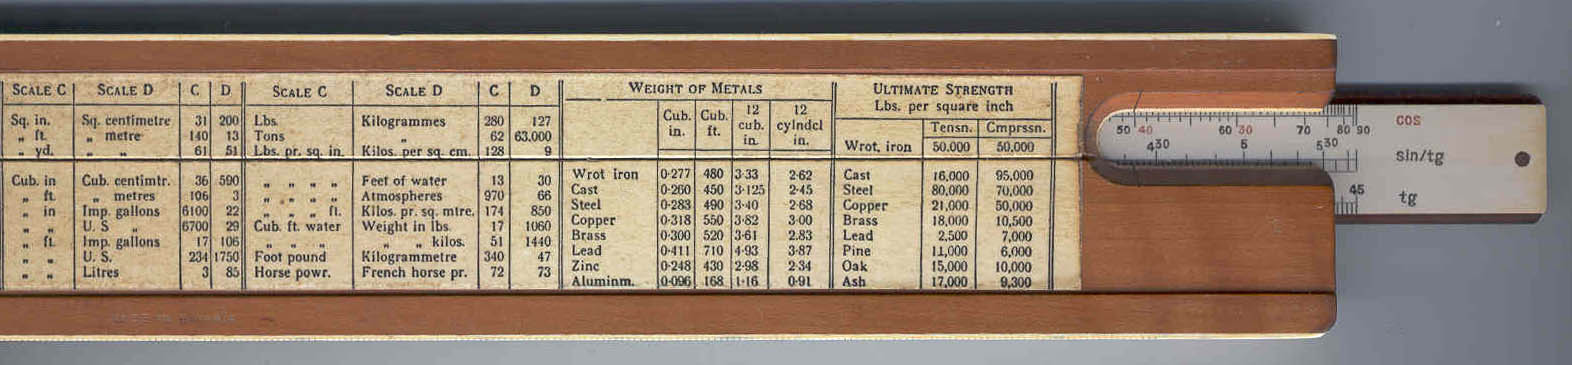 SCALE C SCALE D C D SCALE C SCALE D C D WEIGHT OF METALS ULTIMATE STRENGTH
Lbs. per square inch
Cub. in. Cub. ft. 12 cub. in. 12 cylndcl in. Tensn. Cmprssn.
Sq. in. Sq. centimetre 31 200 Lbs. Kilogrammes 280 127
„ ft. „ metre 140 13 Tons „ 62 63.000
„ yd. „ „ 61 51 Lbs. pr. sq. in. Kilos. per sq. cm. 128 9 Wrot. iron 50.000 50,000
Cub. in Cub. centimtr. 36 590 „ „ „ „ Feet of water 13 30 Wrot iron 0·277 480 3·33 2·62 Cast 16,000 95,000
„ ft. „ metres 106 3 „ „ „ „ Atmospheres 970 66 Cast 0·260 450 3·125 2·45 Steel 80,000 70,000
„ in Imp. gallons 6100 22 „ „ „ ft. Kilos. pr. sq. mtre. 174 850 Steel 0·283 490 3·40 2·68 Copper 21,000 50,000
„ „ U. S „ 6700 29 Cub. ft. water Weight in lbs. 17 1060 Copper 0·318 550 3·82 3·00 Brass 18,000 10,500
„ ft. Imp. gallons 17 106 „ „ „ „ „ kilos. 51 1440 Brass 0·300 520 3·61 2.83 Lead 2,500 7,000
„ „ U. S. 234 1750 Foot pound Kilogrammetre 340 47 Lead 0·411 710 4·93 3·87 Pine 11,000 6,000
„ „ Litres 3 85 Horse powr. French horse pr. 72 73 Zinc 0·248 430 2·98 2·34 Oak 15,000 10,000
Aluminm. 0·096 168 1·16 0·91 Ash 17,000 9,300
50 40 60 30 70 80 90 cos
4 30 5 5 30 sin/tg
45 tg